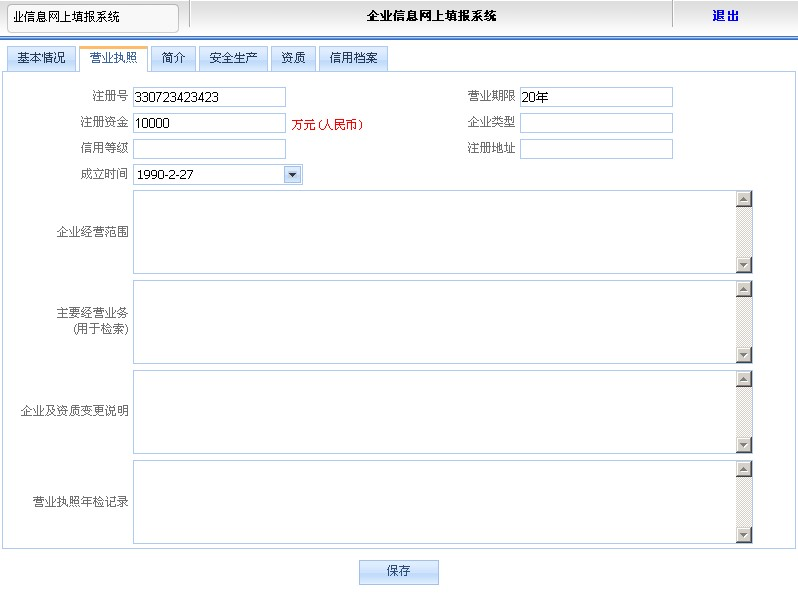 业信息网上填报系统 企业信息网上填报系统 退出
基本情况 营业执照 简介 安全生产 资质 信用档案
注册号 330723423423 营业期限 20年
注册资金 10000 万元(人民币) 企业类型
信用等级 注册地址
成立时间 1990-2-27
企业经营范围
主要经营业务
(用于检索)
企业及资质变更说明
营业执照年检记录
保存